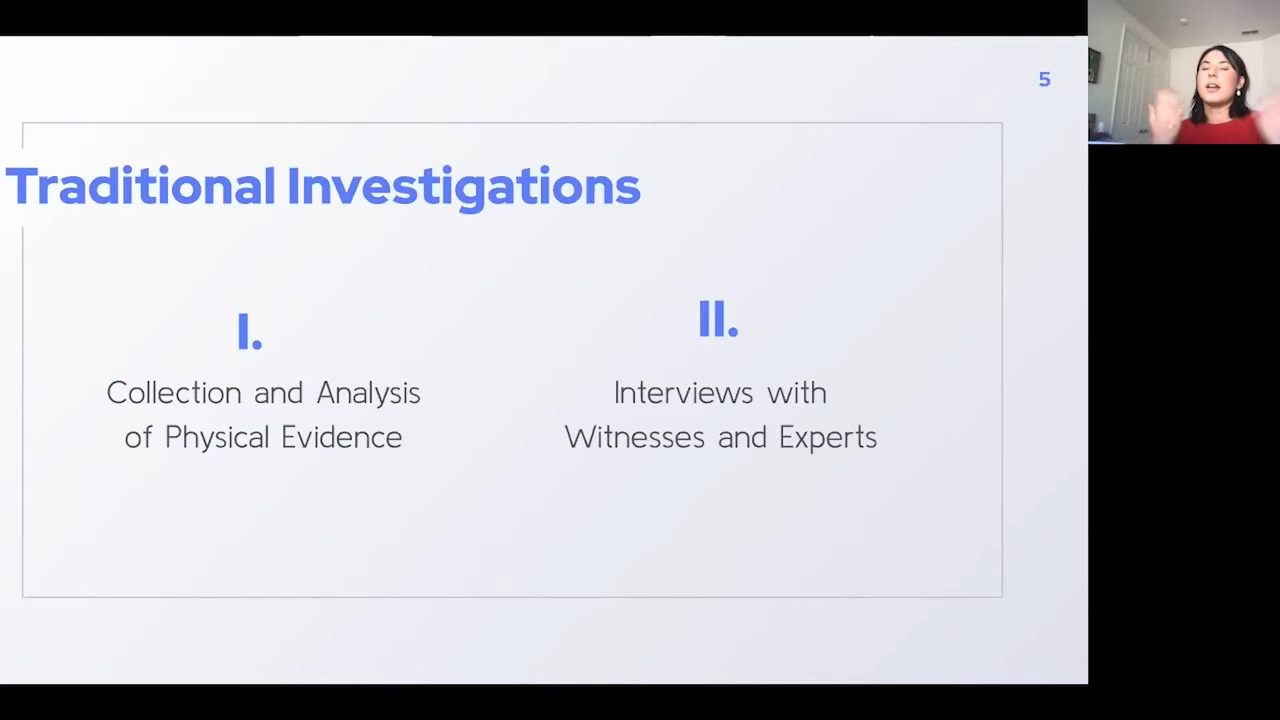 5
Traditional Investigations
I.
Collection and Analysis
of Physical Evidence
II.
Interviews with
Witnesses and Experts